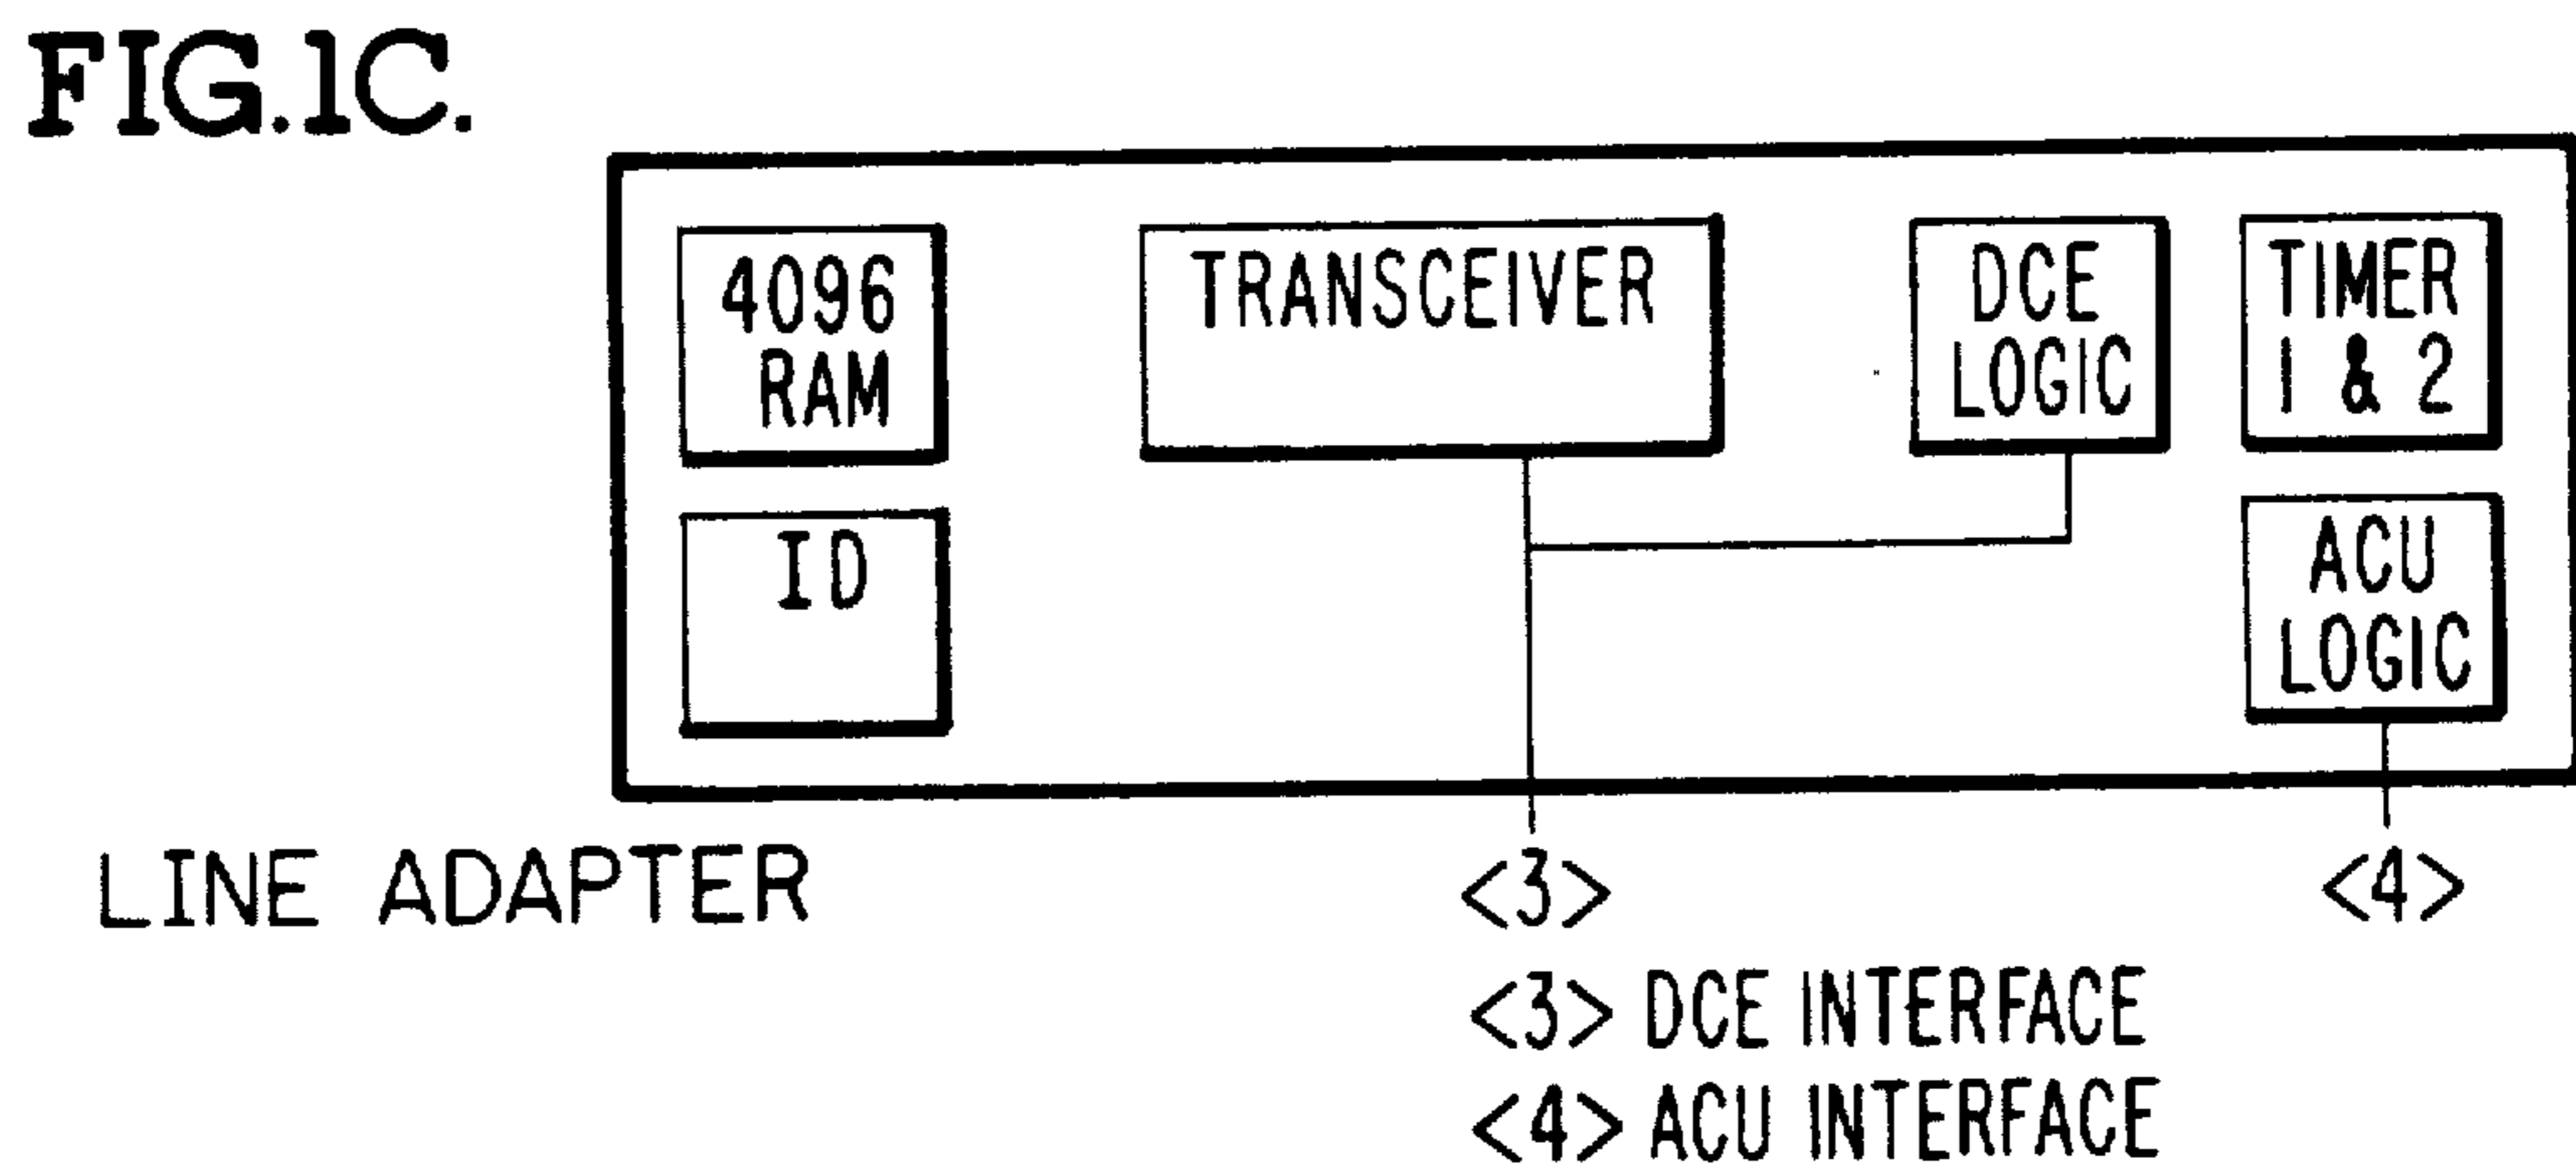 FIG.1C.
4096
RAM
TRANSCEIVER
DCE
LOGIC
TIMER
1 & 2
ID
ACU
LOGIC
LINE ADAPTER
<3>
<4>
<3> DCE INTERFACE
<4> ACU INTERFACE